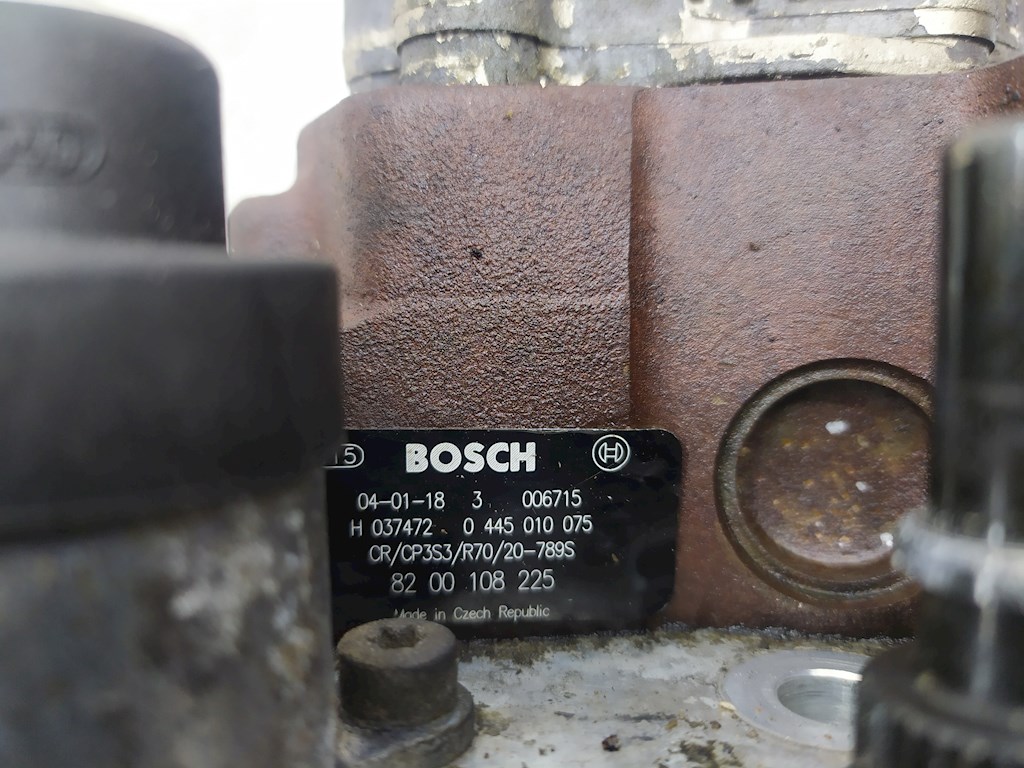 15 BOSCH
04-01-18 3 006715
H 037472 0 445 010 075
CR/CP3S3/R70/20-789S
82 00 108 225
Made in Czech Republic